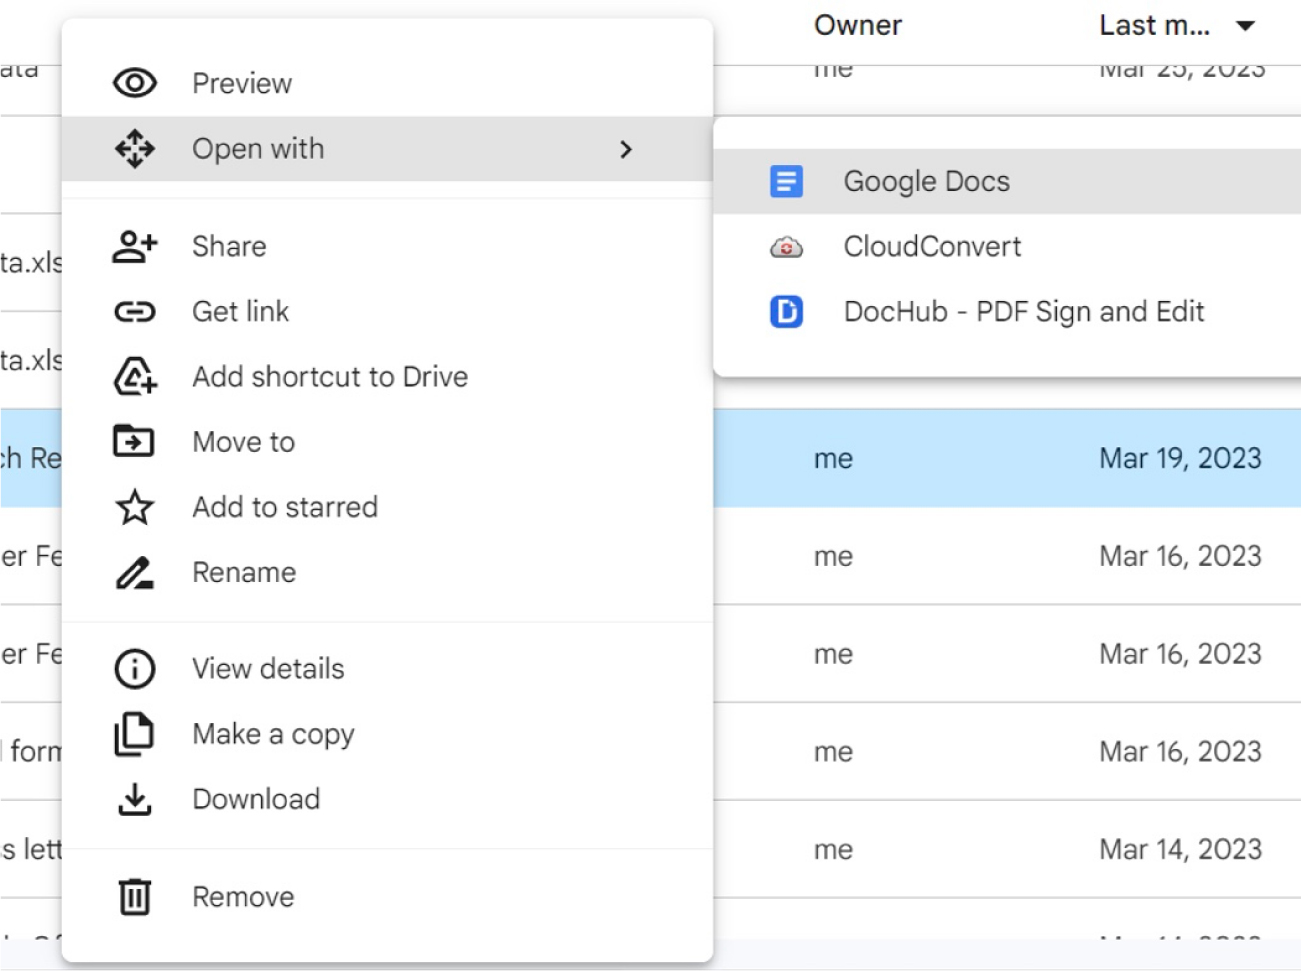 Owner Last m...
me Mar 25, 2023
Preview
Open with
Google Docs
CloudConvert
DocHub - PDF Sign and Edit
Share
ta.xls
Get link
ta.xls
Add shortcut to Drive
Move to
ch Re me Mar 19, 2023
Add to starred
er Fe me Mar 16, 2023
Rename
er Fe me Mar 16, 2023
View details
Make a copy
form me Mar 16, 2023
Download
s lett me Mar 14, 2023
Remove